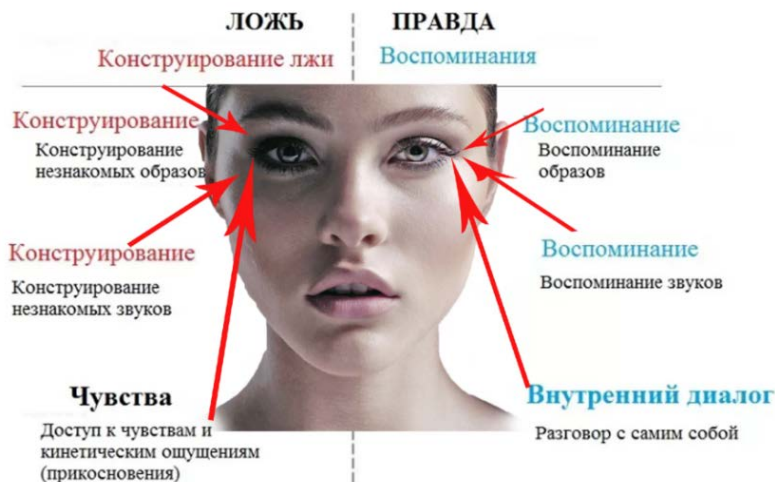 ЛОЖЬ
ПРАВДА
Конструирование лжи
Воспоминания
Конструирование
Конструирование
незнакомых образов
Воспоминание
Воспоминание
образов
Конструирование
Конструирование
незнакомых звуков
Воспоминание
Воспоминание звуков
Чувства
Доступ к чувствам и
кинетическим ощущениям
(прикосновения)
Внутренний диалог
Разговор с самим собой